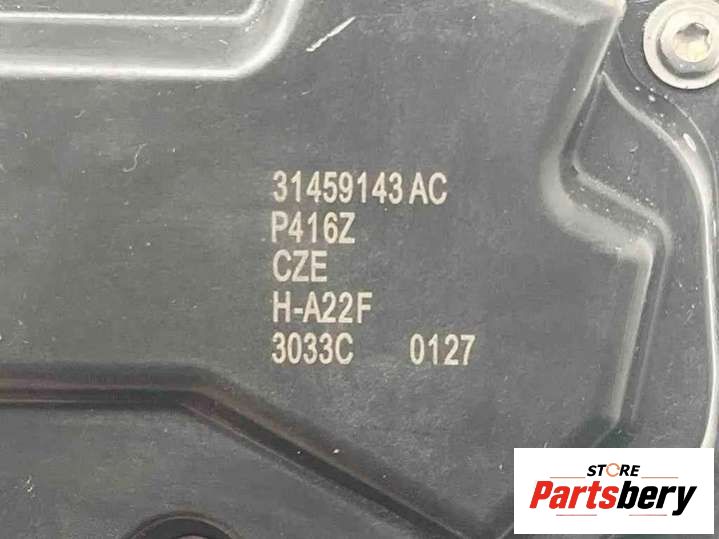 31459143 AC
P416Z
CZE
H-A22F
3033C 0127
STORE
Partsbery